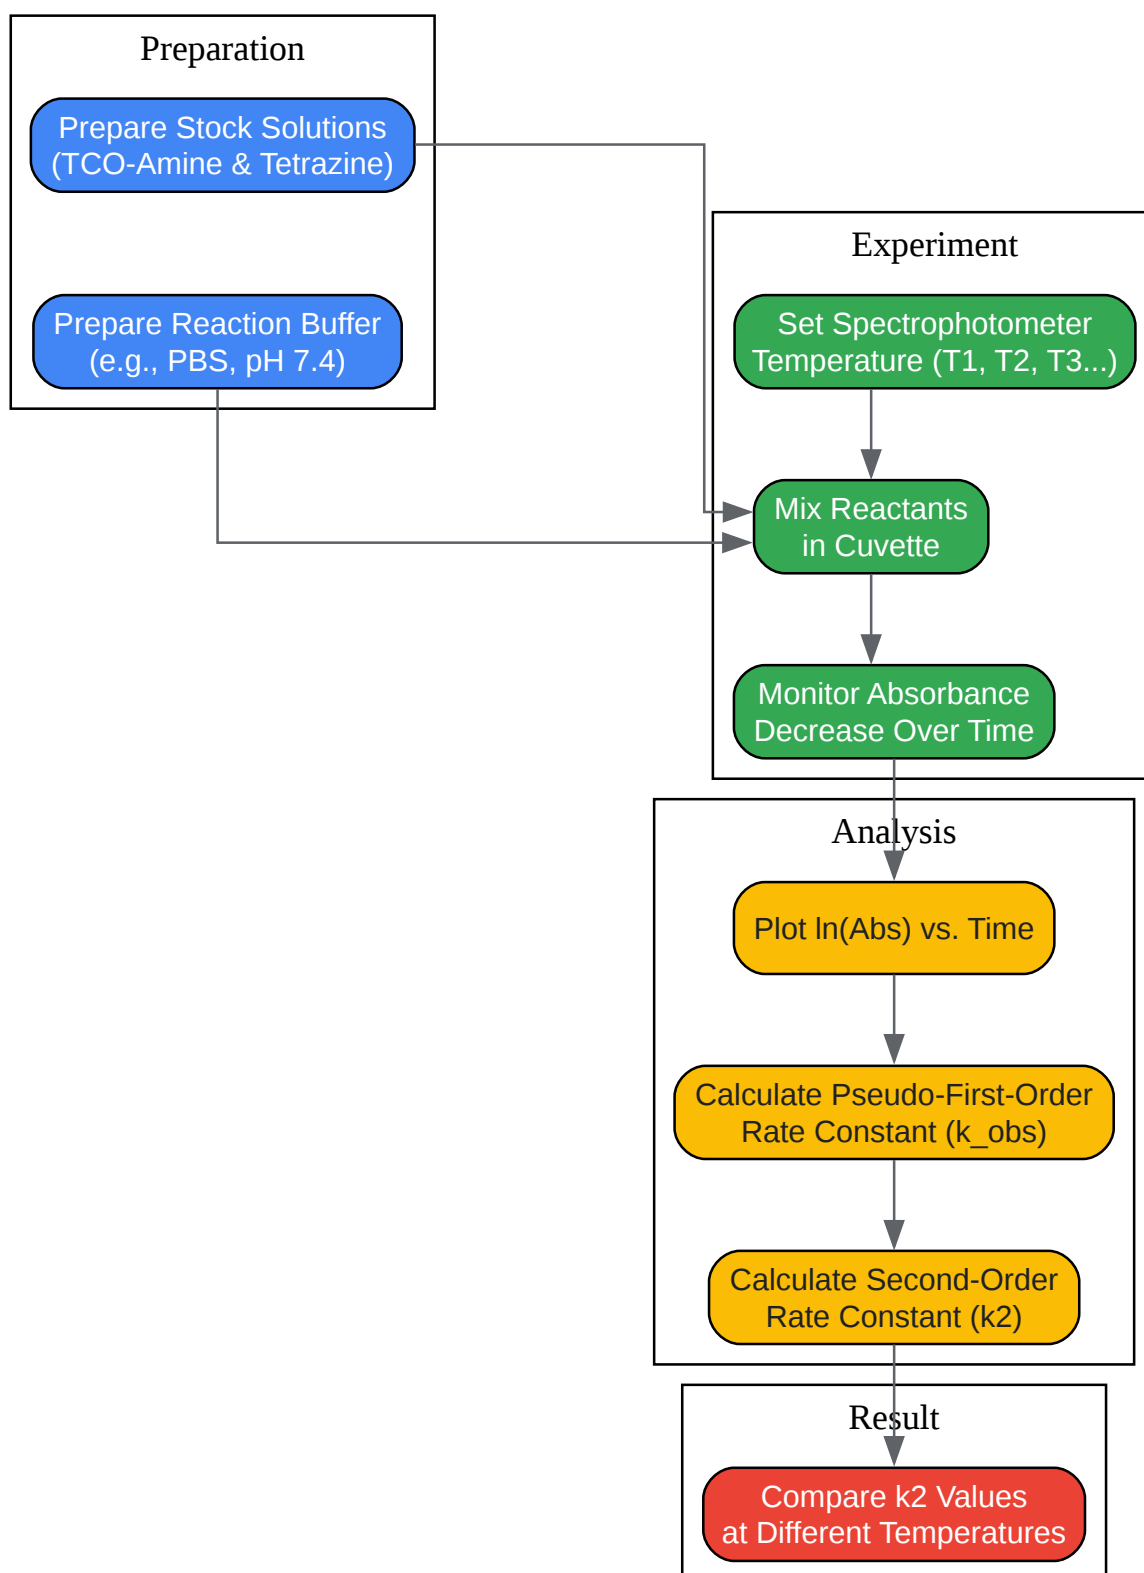 Preparation
Prepare Stock Solutions
(TCO-Amine & Tetrazine)
Prepare Reaction Buffer
(e.g., PBS, pH 7.4)
Experiment
Set Spectrophotometer
Temperature (T1, T2, T3...)
Mix Reactants
in Cuvette
Monitor Absorbance
Decrease Over Time
Analysis
Plot ln(Abs) vs. Time
Calculate Pseudo-First-Order
Rate Constant (k_obs)
Calculate Second-Order
Rate Constant (k2)
Result
Compare k2 Values
at Different Temperatures